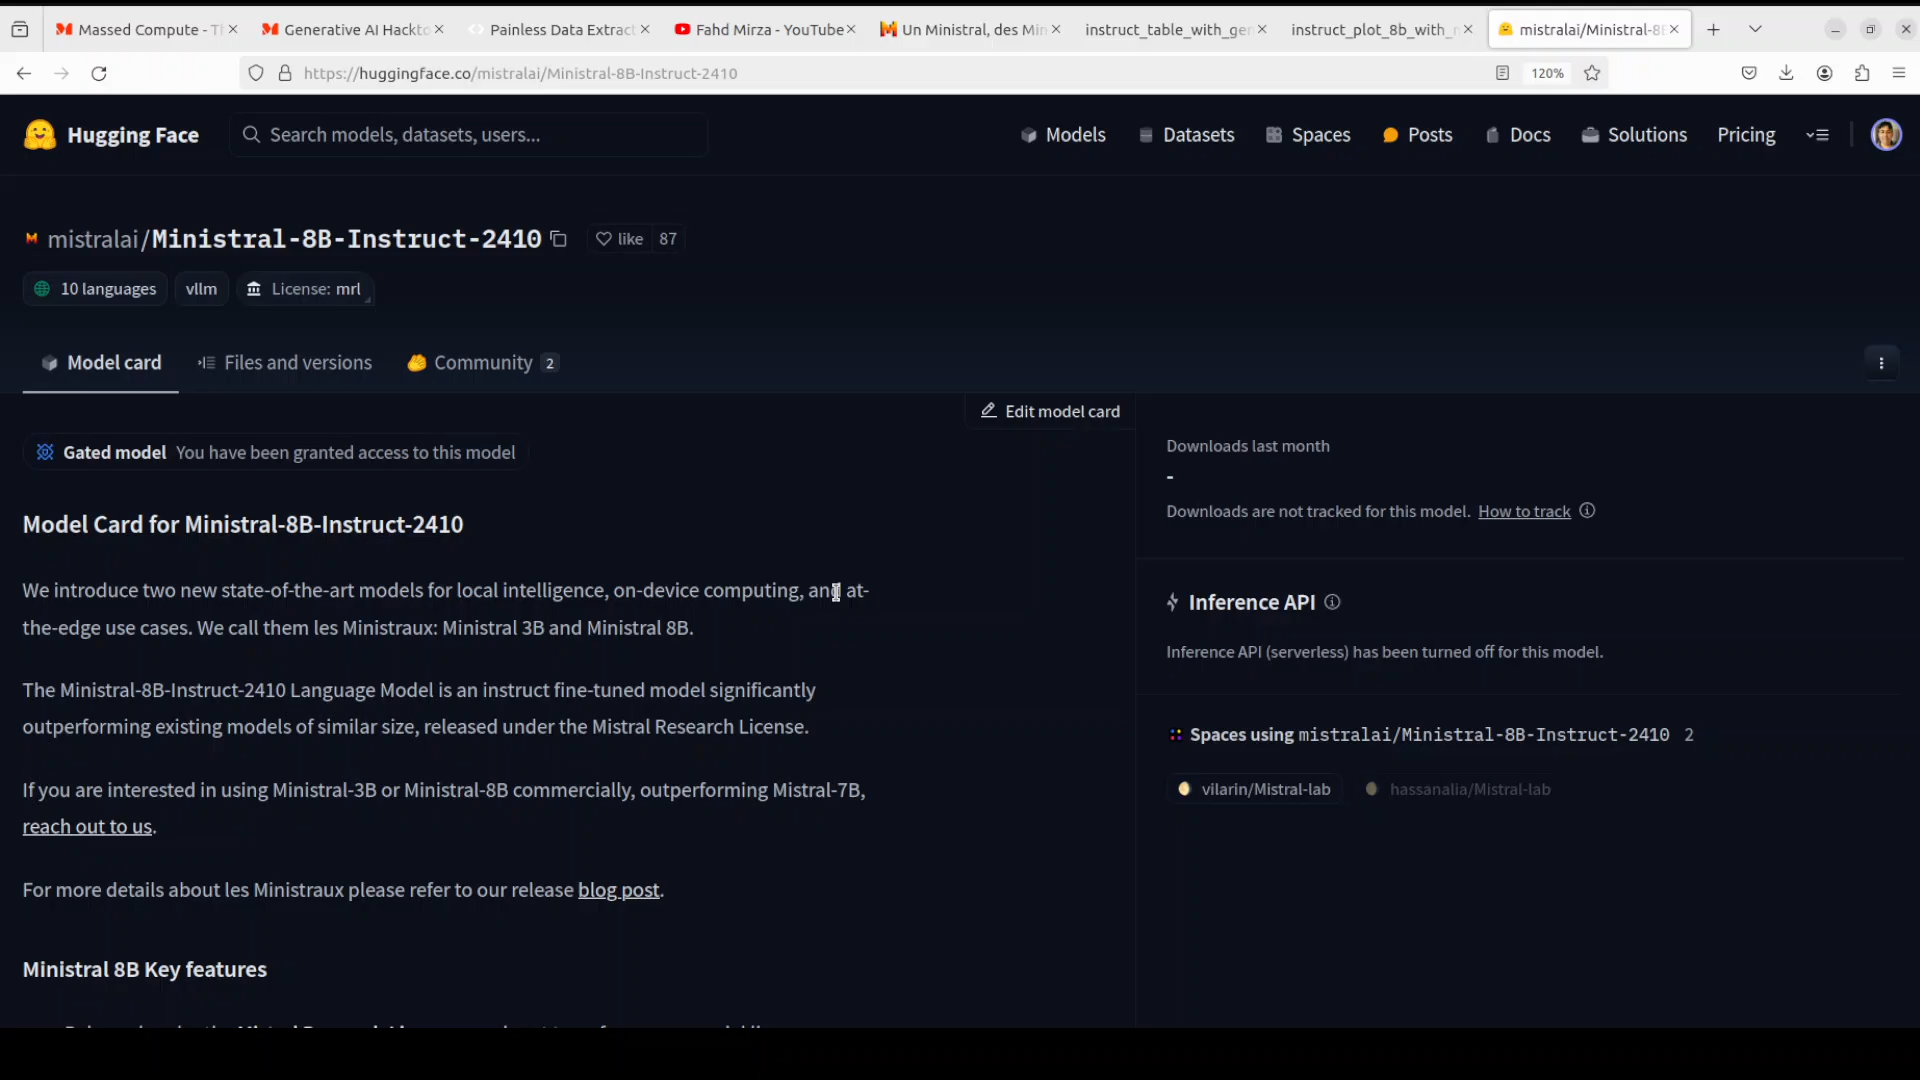 Massed Compute - T
Generative AI Hackto
Painless Data Extract
Fahd Mirza - YouTube
Un Ministral, des Min
instruct_table_with_ge
instruct_plot_8b_with_
mistralai/Ministral-8B
https://huggingface.co/mistralai/Ministral-8B-Instruct-2410
120%
Hugging Face
Search models, datasets, users...
Models
Datasets
Spaces
Posts
Docs
Solutions
Pricing
mistralai/Ministral-8B-Instruct-2410
like 87
10 languages
vllm
License: mrl
Model card
Files and versions
Community 2
Edit model card
Gated model You have been granted access to this model
Model Card for Ministral-8B-Instruct-2410
We introduce two new state-of-the-art models for local intelligence, on-device computing, and at-
the-edge use cases. We call them les Ministraux: Ministral 3B and Ministral 8B.
The Ministral-8B-Instruct-2410 Language Model is an instruct fine-tuned model significantly
outperforming existing models of similar size, released under the Mistral Research License.
If you are interested in using Ministral-3B or Ministral-8B commercially, outperforming Mistral-7B,
reach out to us.
For more details about les Ministraux please refer to our release blog post.
Ministral 8B Key features
Downloads last month
-
Downloads are not tracked for this model. How to track
Inference API
Inference API (serverless) has been turned off for this model.
Spaces using mistralai/Ministral-8B-Instruct-2410 2
vilarin/Mistral-lab
hassanalia/Mistral-lab